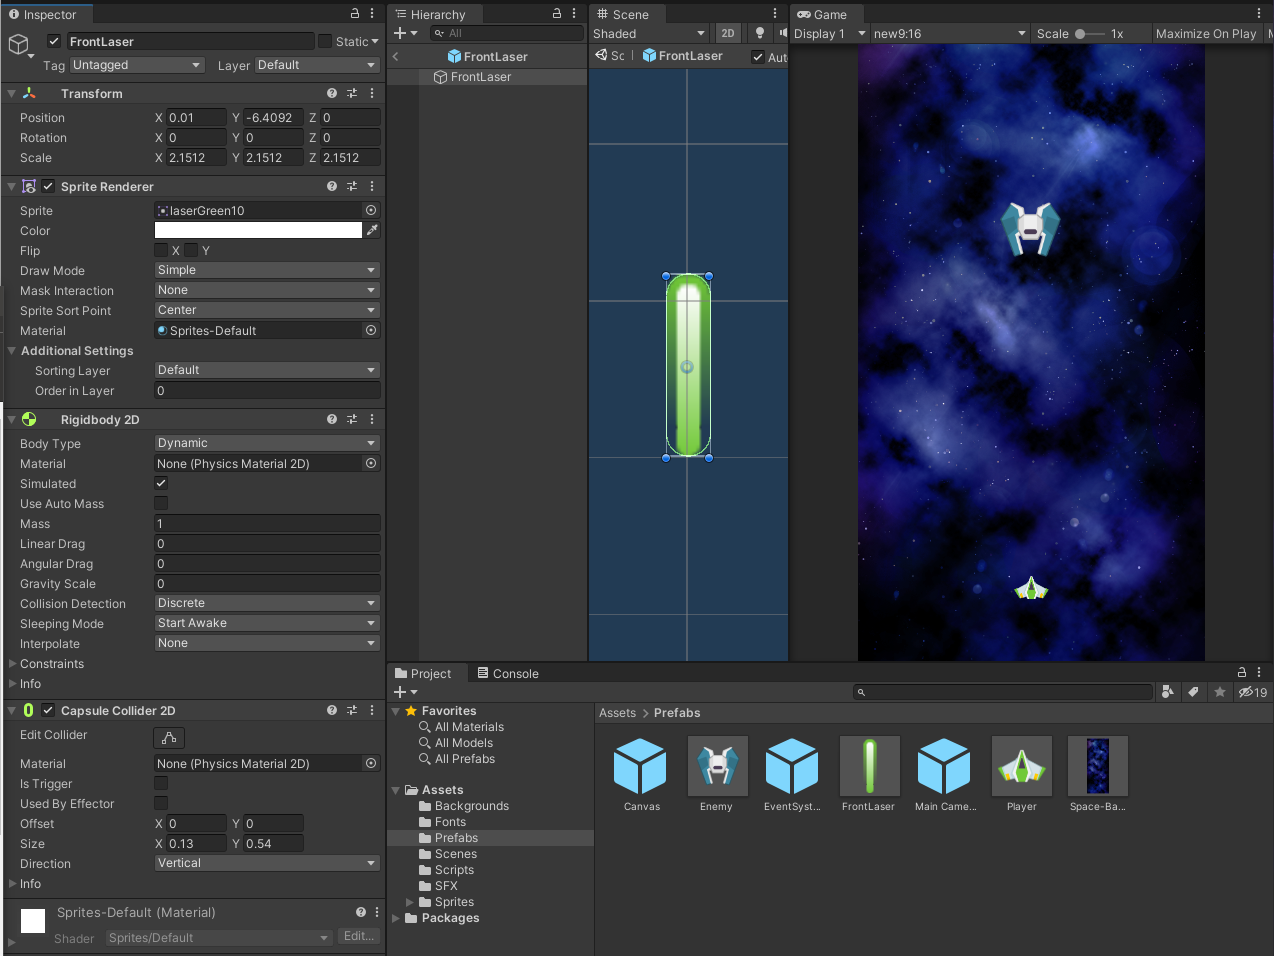 Inspector
FrontLaser
Static
Tag Untagged Layer Default
Transform
Position X 0.01 Y -6.4092 Z 0
Rotation X 0 Y 0 Z 0
Scale X 2.1512 Y 2.1512 Z 2.1512
Sprite Renderer
Sprite laserGreen10
Color
Flip X Y
Draw Mode Simple
Mask Interaction None
Sprite Sort Point Center
Material Sprites-Default
Additional Settings
Sorting Layer Default
Order in Layer 0
Rigidbody 2D
Body Type Dynamic
Material None (Physics Material 2D)
Simulated
Use Auto Mass
Mass 1
Linear Drag 0
Angular Drag 0
Gravity Scale 0
Collision Detection Discrete
Sleeping Mode Start Awake
Interpolate None
Constraints
Info
Capsule Collider 2D
Edit Collider
Material None (Physics Material 2D)
Is Trigger
Used By Effector
Offset X 0 Y 0
Size X 0.13 Y 0.54
Direction Vertical
Info
Sprites-Default (Material)
Shader Sprites/Default Edit...
Hierarchy
All
FrontLaser
FrontLaser
Scene
Shaded 2D
Sc FrontLaser Aut
Game
Display 1 new9:16 Scale 1x Maximize On Play M
Project Console
19
Favorites
All Materials
All Models
All Prefabs
Assets
Backgrounds
Fonts
Prefabs
Scenes
Scripts
SFX
Sprites
Packages
Assets > Prefabs
Canvas Enemy EventSyst... FrontLaser Main Came... Player Space-Ba...